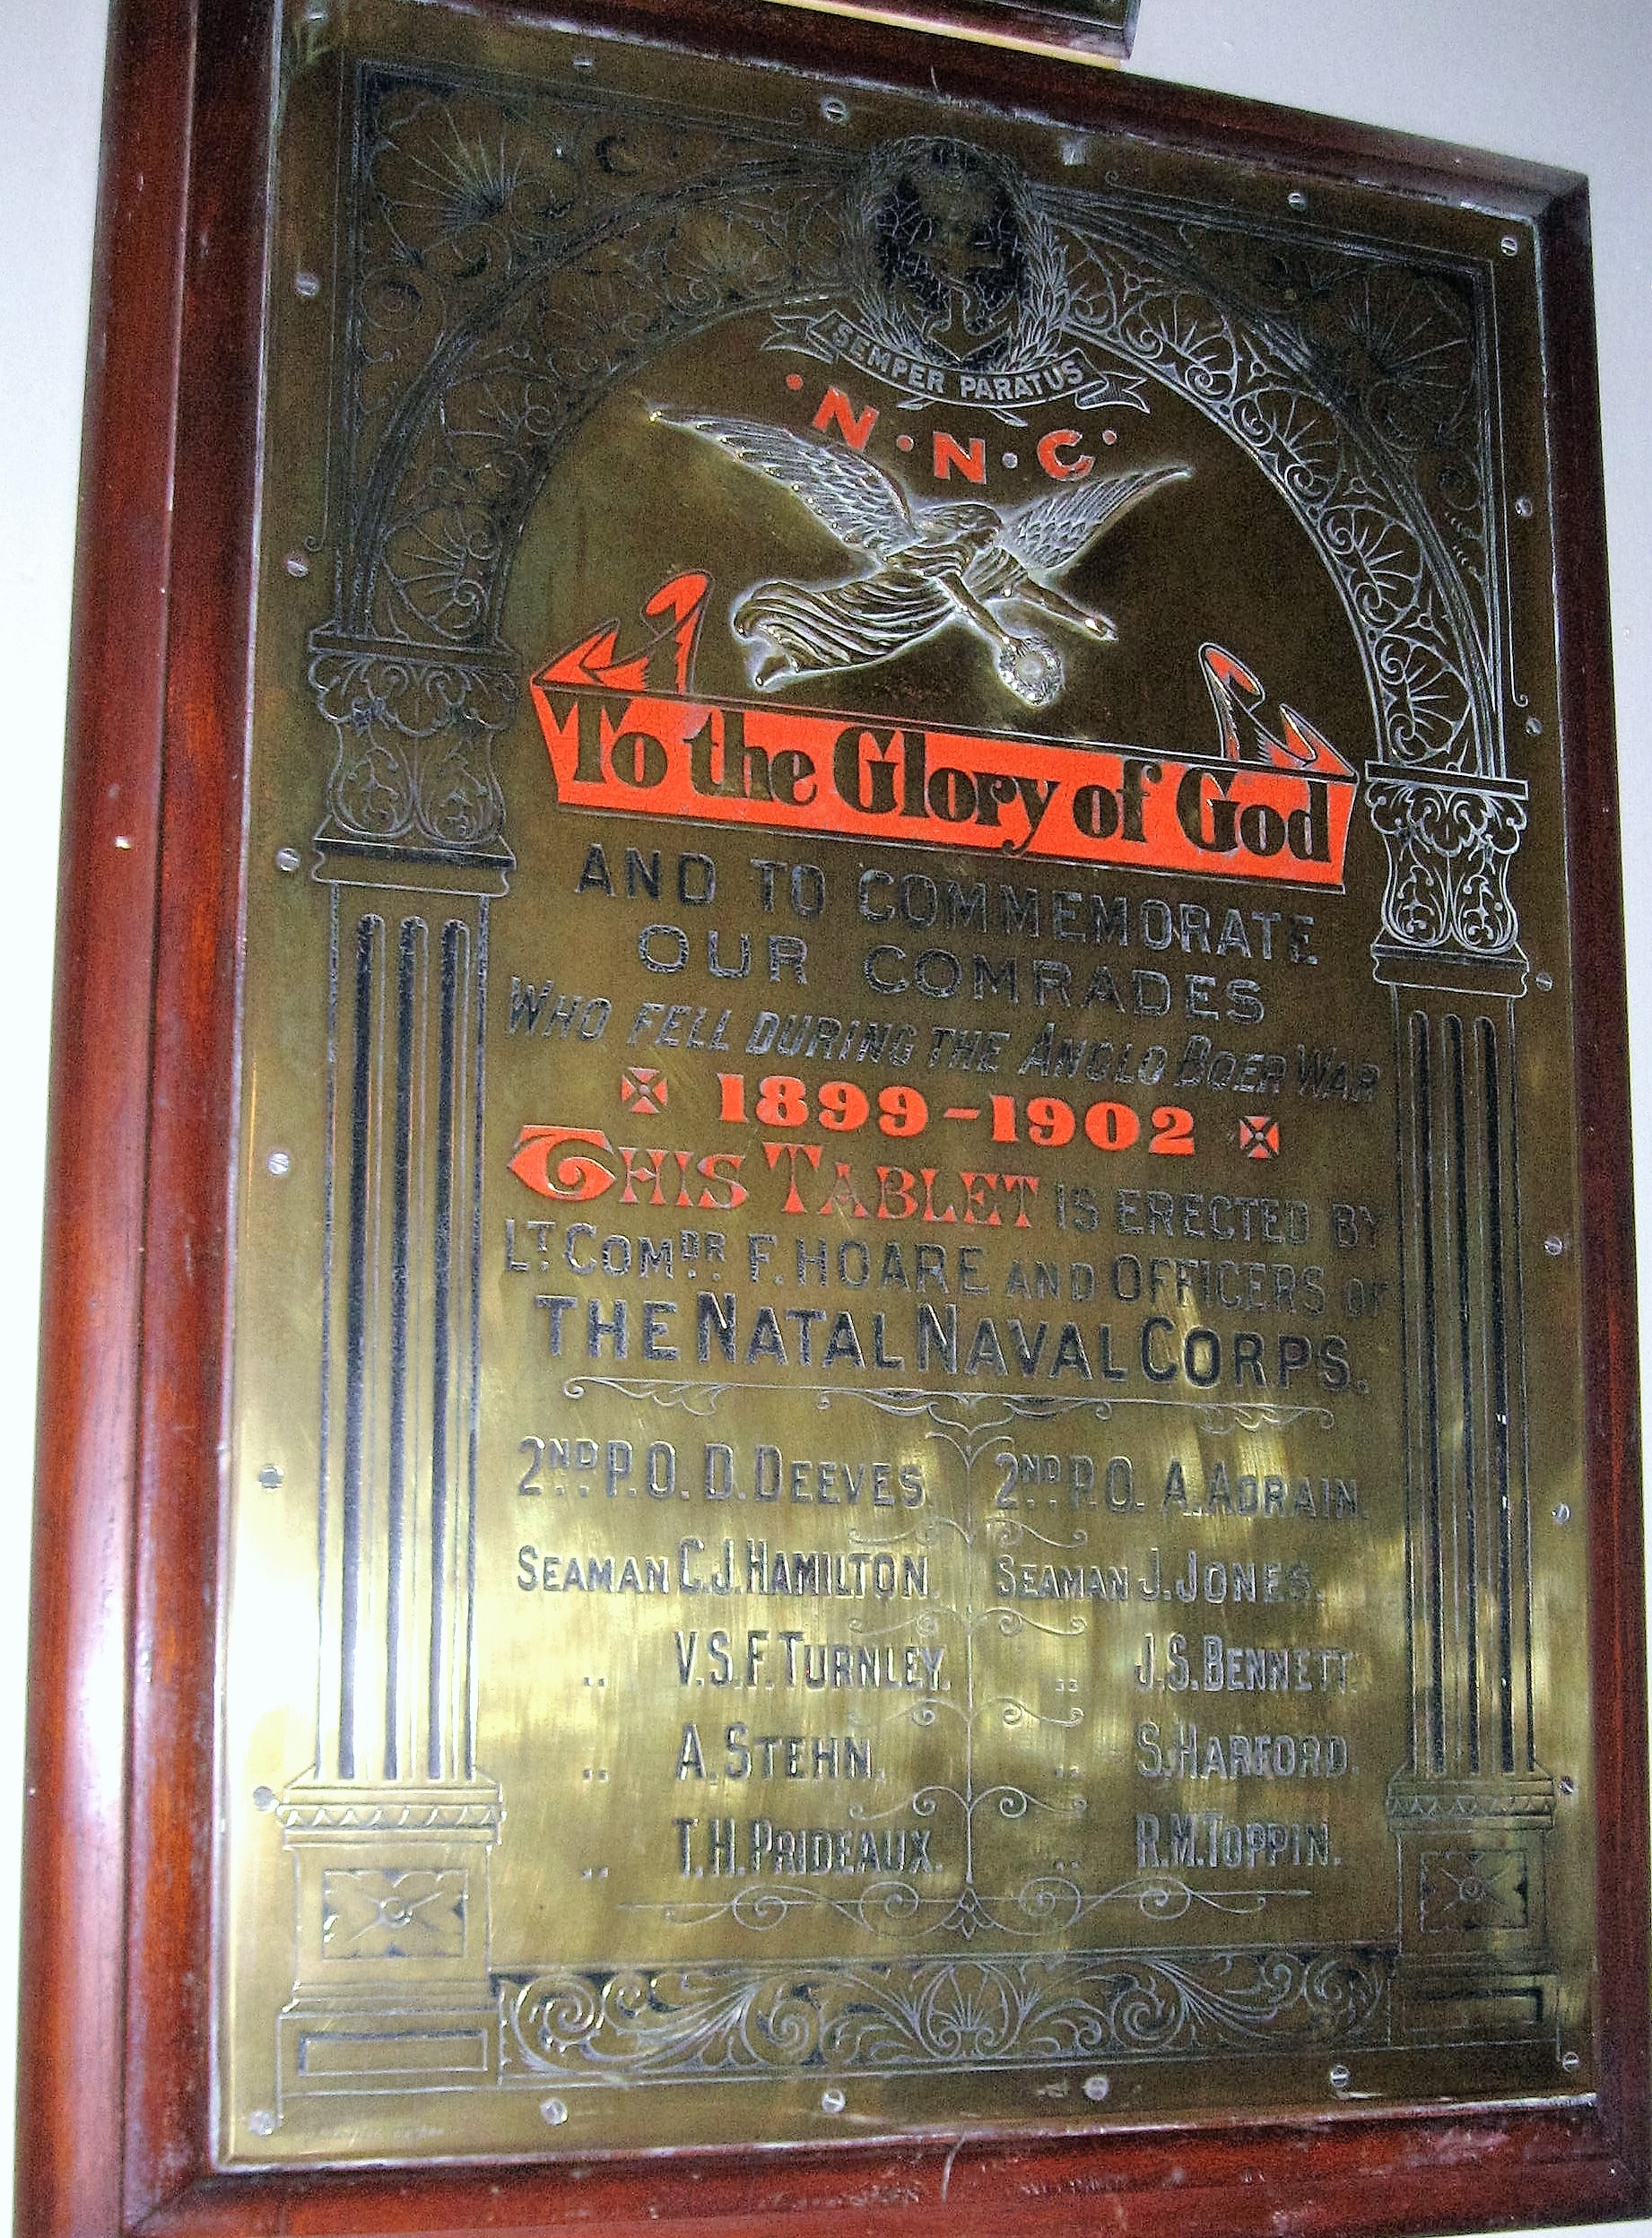 SEMPER PARATUS
·N·N·C·
To the Glory of God
AND TO COMMEMORATE
OUR COMRADES
WHO FELL DURING THE ANGLO BOER WAR
1899-1902
THIS TABLET IS ERECTED BY
LT. COMDR. F. HOARE AND OFFICERS OF
THE NATAL NAVAL CORPS.
2ND P.O. D. DEEVES. 2ND P.O. A. ADRAIN.
SEAMAN C.J. HAMILTON. SEAMAN J. JONES.
.. V.S.F. TURNLEY. .. J.S. BENNETT.
.. A. STEHN. .. S. HARFORD.
.. T.H. PRIDEAUX. .. R.M. TOPPIN.